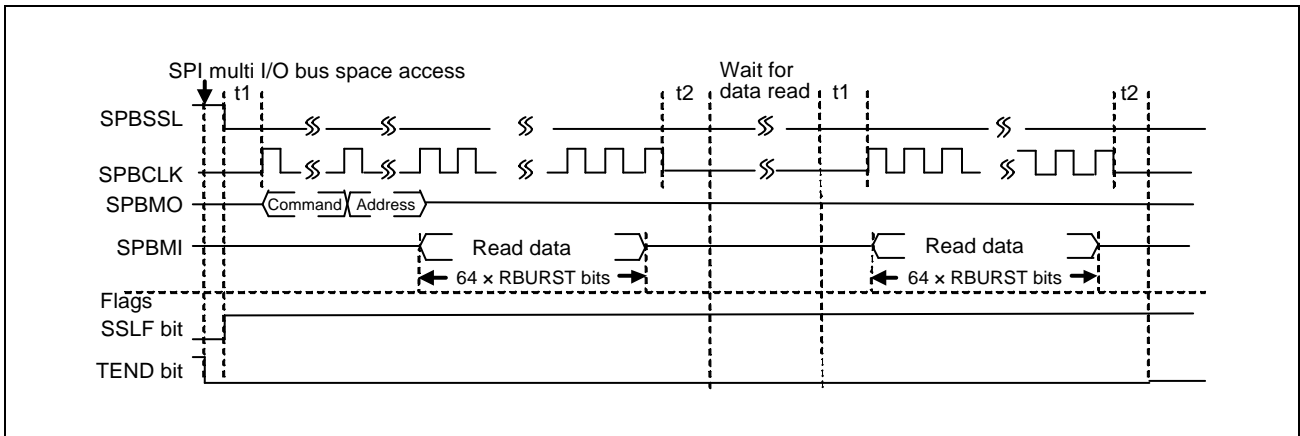 SPI multi I/O bus space access
Wait for
data read
t1
t2
t1
t2
SPBSSL
SPBCLK
SPBMO
Command
Address
SPBMI
Read data
Read data
64 × RBURST bits
64 × RBURST bits
Flags
SSLF bit
TEND bit